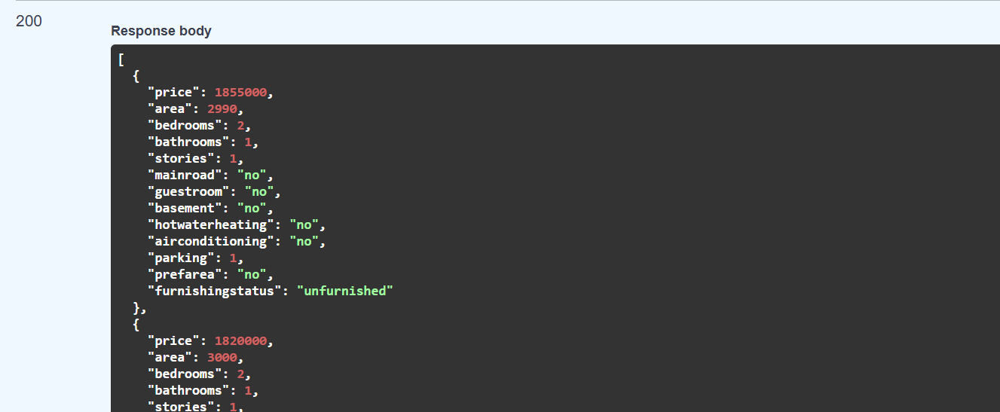 200
Response body
[
{
"price": 1855000,
"area": 2990,
"bedrooms": 2,
"bathrooms": 1,
"stories": 1,
"mainroad": "no",
"guestroom": "no",
"basement": "no",
"hotwaterheating": "no",
"airconditioning": "no",
"parking": 1,
"prefarea": "no",
"furnishingstatus": "unfurnished"
},
{
"price": 1820000,
"area": 3000,
"bedrooms": 2,
"bathrooms": 1,
"stories": 1,